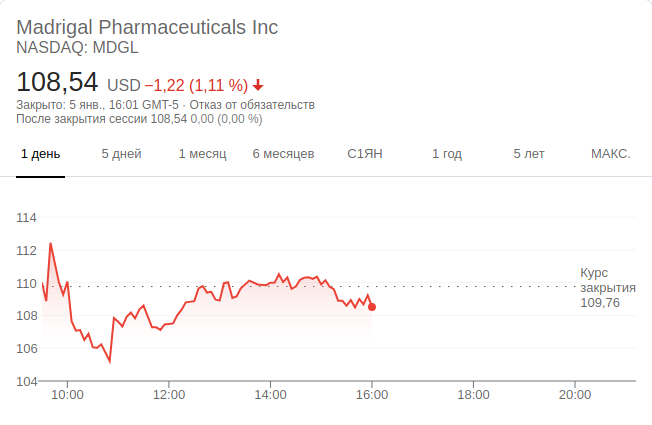 Madrigal Pharmaceuticals Inc
NASDAQ: MDGL
108,54 USD −1,22 (1,11 %)
Закрыто: 5 янв., 16:01 GMT-5 · Отказ от обязательств
После закрытия сессии 108,54 0,00 (0,00 %)
1 день 5 дней 1 месяц 6 месяцев С1ЯН 1 год 5 лет МАКС.
114
112
110
108
106
104
Курс
закрытия
109,76
10:00 12:00 14:00 16:00 18:00 20:00